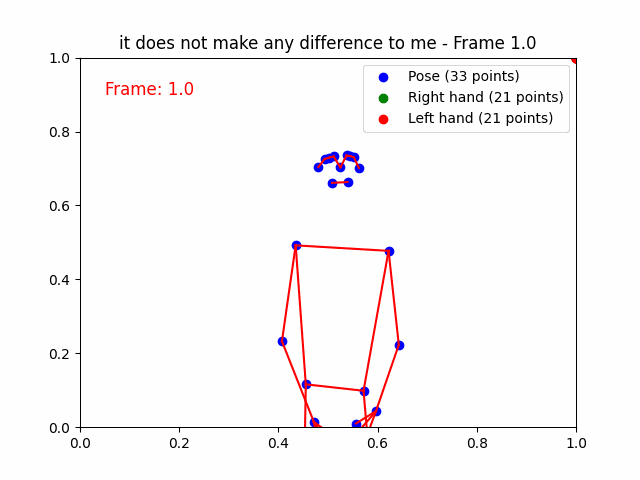 it does not make any difference to me - Frame 1.0
Frame: 1.0
Pose (33 points)
Right hand (21 points)
Left hand (21 points)
1.0
0.8
0.6
0.4
0.2
0.0
0.0 0.2 0.4 0.6 0.8 1.0